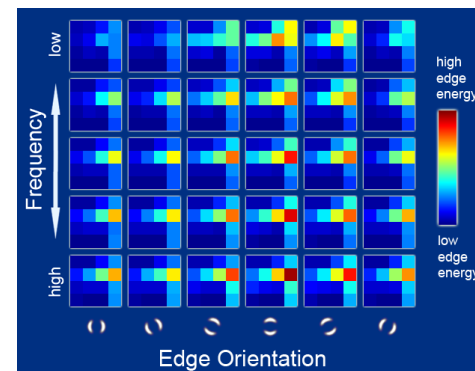 low
high
edge
energy
Frequency
low
edge
energy
high
Edge Orientation